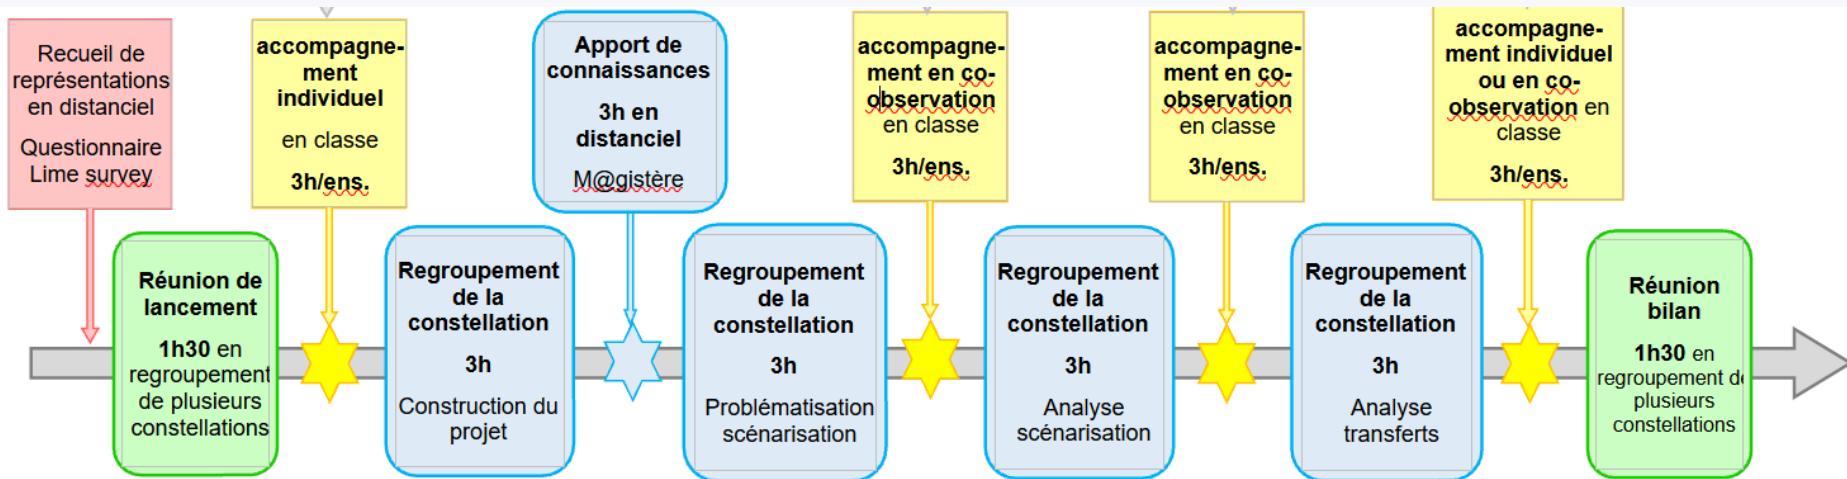 Recueil de
représentations
en distanciel
Questionnaire
Lime survey
accompagne-
ment
individuel
en classe
3h/ens.
Apport de
connaissances
3h en
distanciel
M@gistère
accompagne-
ment en co-
observation
en classe
3h/ens.
accompagne-
ment en co-
observation
en classe
3h/ens.
accompagne-
ment individuel
ou en co-
observation en
classe
3h/ens.
Réunion de
lancement
1h30 en
regroupement
de plusieurs
constellations
Regroupement
de la
constellation
3h
Construction du
projet
Regroupement
de la
constellation
3h
Problématisation
scénarisation
Regroupement
de la
constellation
3h
Analyse
scénarisation
Regroupement
de la
constellation
3h
Analyse
transferts
Réunion
bilan
1h30 en
regroupement de
plusieurs
constellations